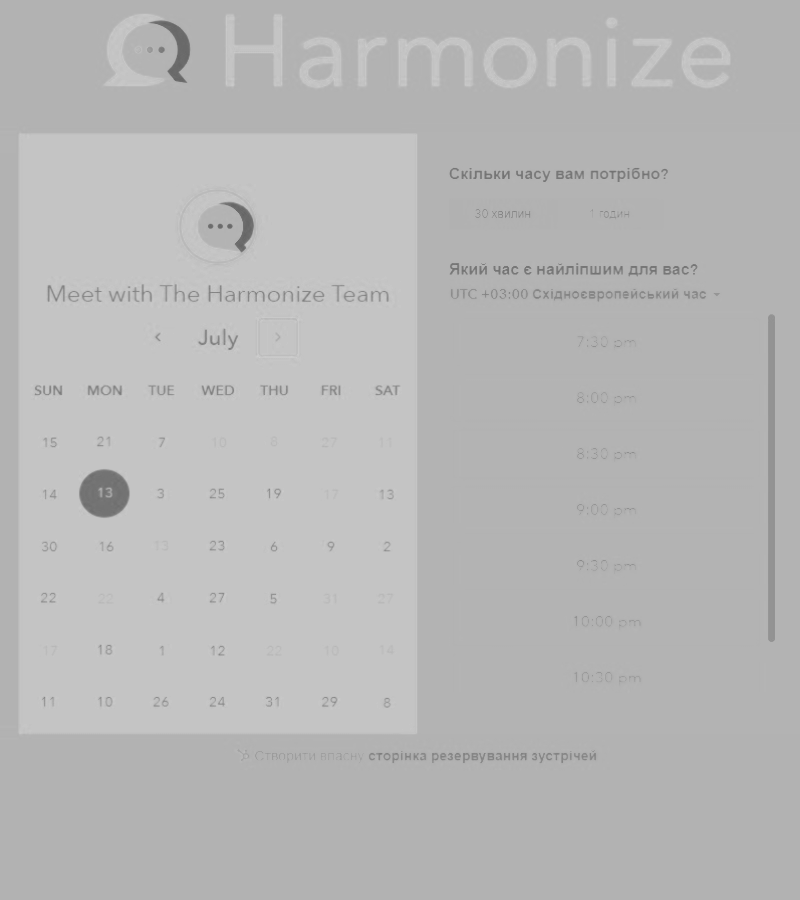 Harmonize
Meet with The Harmonize Team
July
SUN MON TUE WED THU FRI SAT
15 21 7 10 8 27 11
14 13 3 25 19 17 13
30 16 13 23 6 9 2
22 22 4 27 5 31 27
17 18 1 12 22 10 14
11 10 26 24 31 29 8
Скільки часу вам потрібно?
30 хвилин 1 годин
Який час є найліпшим для вас?
UTC +03:00 Східноєвропейський час
7:30 pm
8:00 pm
8:30 pm
9:00 pm
9:30 pm
10:00 pm
10:30 pm
Створити власну сторінка резервування зустрічей